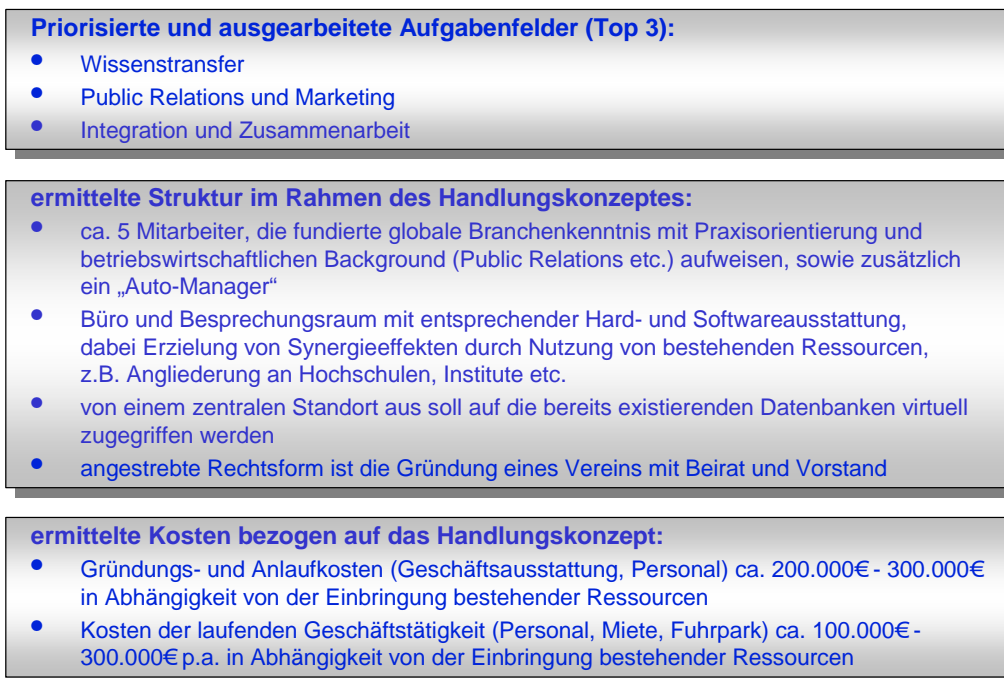 Priorisierte und ausgearbeitete Aufgabenfelder (Top 3):
• Wissenstransfer
• Public Relations und Marketing
• Integration und Zusammenarbeit
ermittelte Struktur im Rahmen des Handlungskonzeptes:
• ca. 5 Mitarbeiter, die fundierte globale Branchenkenntnis mit Praxisorientierung und
betriebswirtschaftlichen Background (Public Relations etc.) aufweisen, sowie zusätzlich
ein „Auto-Manager“
• Büro und Besprechungsraum mit entsprechender Hard- und Softwareausstattung,
dabei Erzielung von Synergieeffekten durch Nutzung von bestehenden Ressourcen,
z.B. Angliederung an Hochschulen, Institute etc.
• von einem zentralen Standort aus soll auf die bereits existierenden Datenbanken virtuell
zugegriffen werden
• angestrebte Rechtsform ist die Gründung eines Vereins mit Beirat und Vorstand
ermittelte Kosten bezogen auf das Handlungskonzept:
• Gründungs- und Anlaufkosten (Geschäftsausstattung, Personal) ca. 200.000€ - 300.000€
in Abhängigkeit von der Einbringung bestehender Ressourcen
• Kosten der laufenden Geschäftstätigkeit (Personal, Miete, Fuhrpark) ca. 100.000€ -
300.000€ p.a. in Abhängigkeit von der Einbringung bestehender Ressourcen